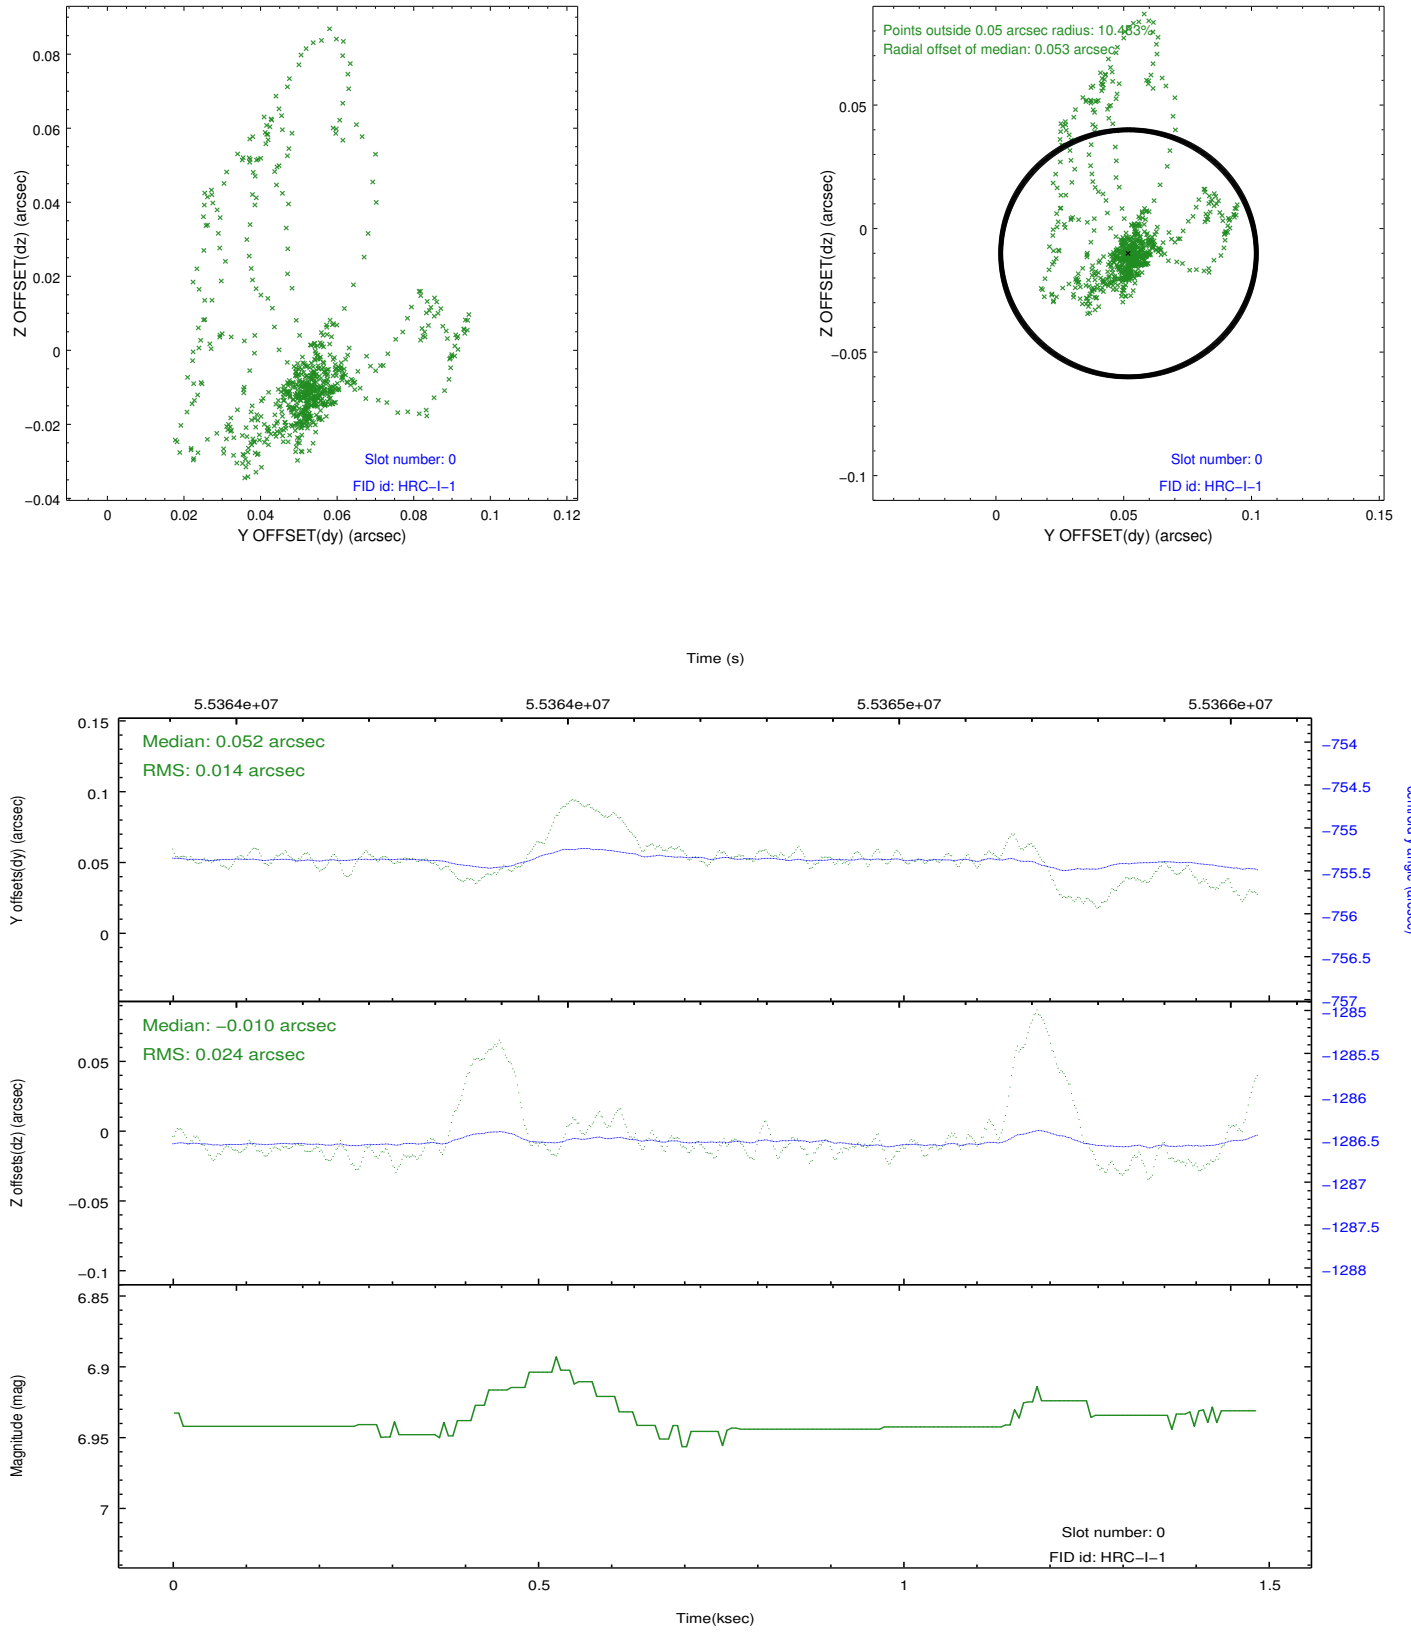 0.08
0.06
0.04
0.02
0
−0.02
−0.04
0
0.02
0.04
0.06
0.08
0.1
0.12
Z OFFSET(dz) (arcsec)
Y OFFSET(dy) (arcsec)
Slot number: 0
FID id: HRC−I−1
Points outside 0.05 arcsec radius: 10.483%
Radial offset of median: 0.053 arcsec
0.05
0
−0.05
−0.1
0
0.05
0.1
0.15
Z OFFSET(dz) (arcsec)
Y OFFSET(dy) (arcsec)
Slot number: 0
FID id: HRC−I−1
Time (s)
5.5364e+07
5.5364e+07
5.5365e+07
5.5366e+07
Median: 0.052 arcsec
RMS: 0.014 arcsec
0.15
0.1
0.05
0
Y offsets(dy) (arcsec)
−754
−754.5
−755
−755.5
−756
−756.5
−757
y angle (arcsec)
Median: −0.010 arcsec
RMS: 0.024 arcsec
0.05
0
−0.05
−0.1
Z offsets(dz) (arcsec)
−1285
−1285.5
−1286
−1286.5
−1287
−1287.5
−1288
6.85
6.9
6.95
7
Magnitude (mag)
Slot number: 0
FID id: HRC−I−1
0
0.5
1
1.5
Time(ksec)